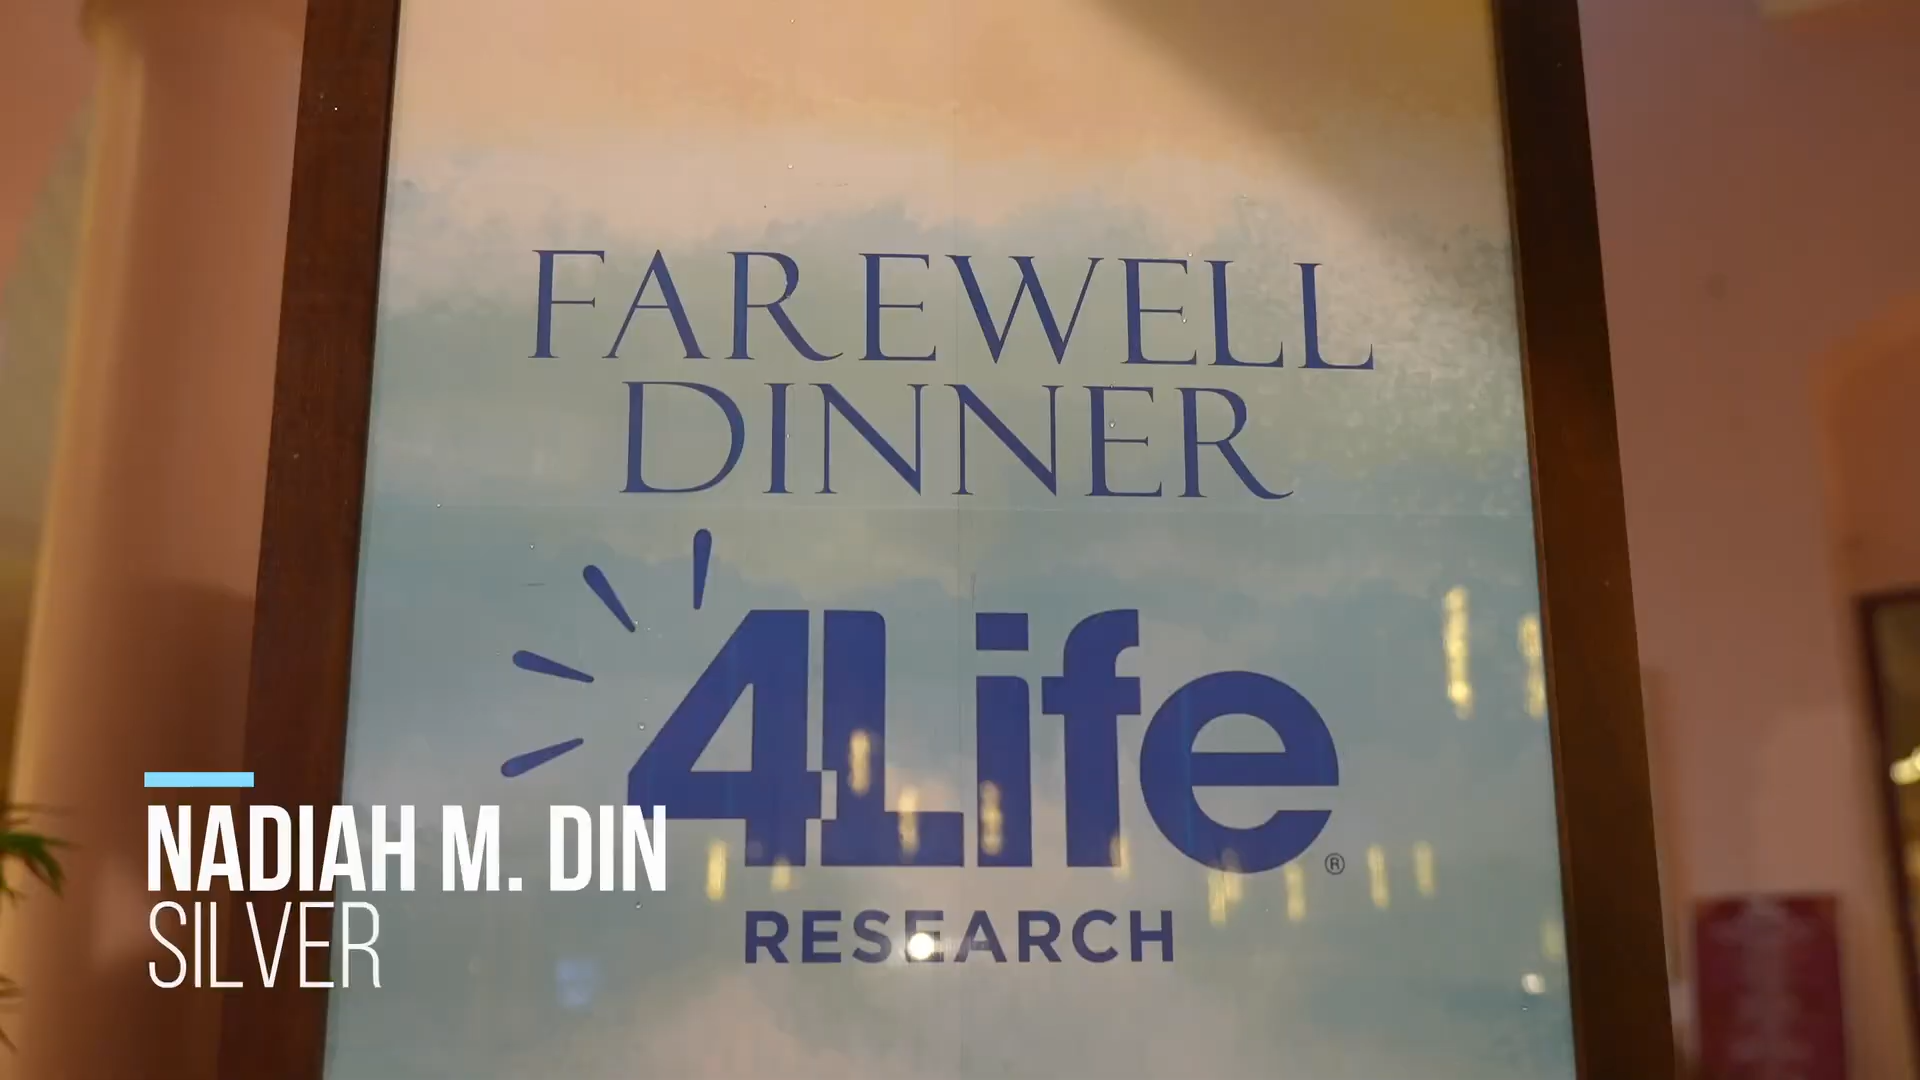 FAREWELL
DINNER
4Life®
RESEARCH
NADIAH M. DIN
SILVER